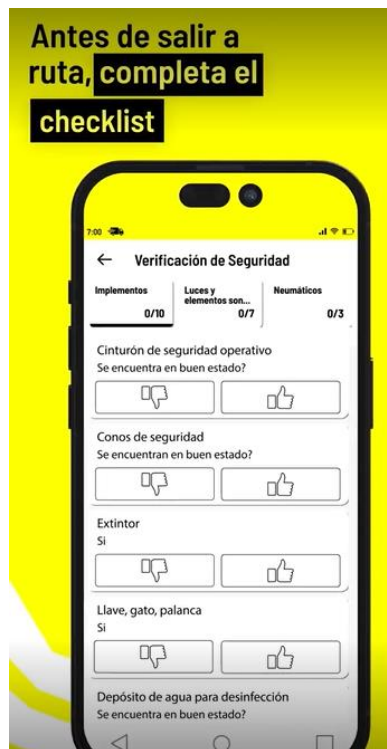 Antes de salir a
ruta, completa el
checklist
7:00
Verificación de Seguridad
Implementos
0/10
Luces y
elementos son...
0/7
Neumáticos
0/3
Cinturón de seguridad operativo
Se encuentra en buen estado?
Conos de seguridad
Se encuentran en buen estado?
Extintor
Si
Llave, gato, palanca
Si
Depósito de agua para desinfección
Se encuentra en buen estado?